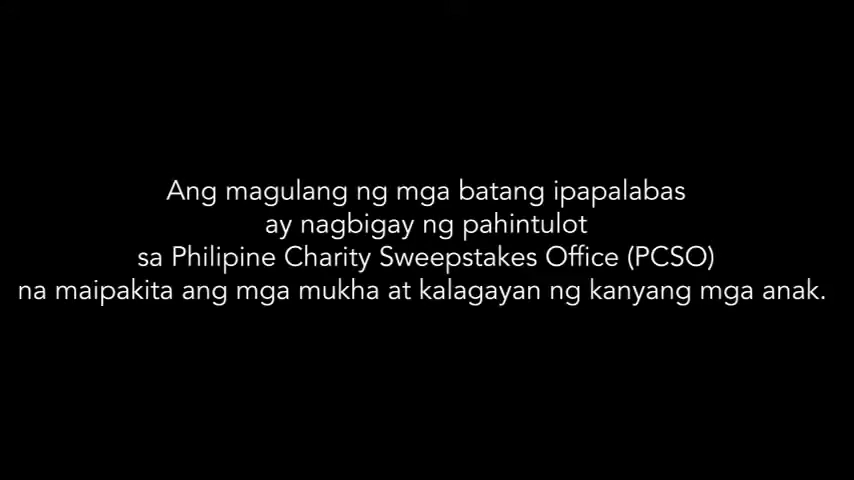 Ang magulang ng mga batang ipapalabas
ay nagbigay ng pahintulot
sa Philipine Charity Sweepstakes Office (PCSO)
na maipakita ang mga mukha at kalagayan ng kanyang mga anak.